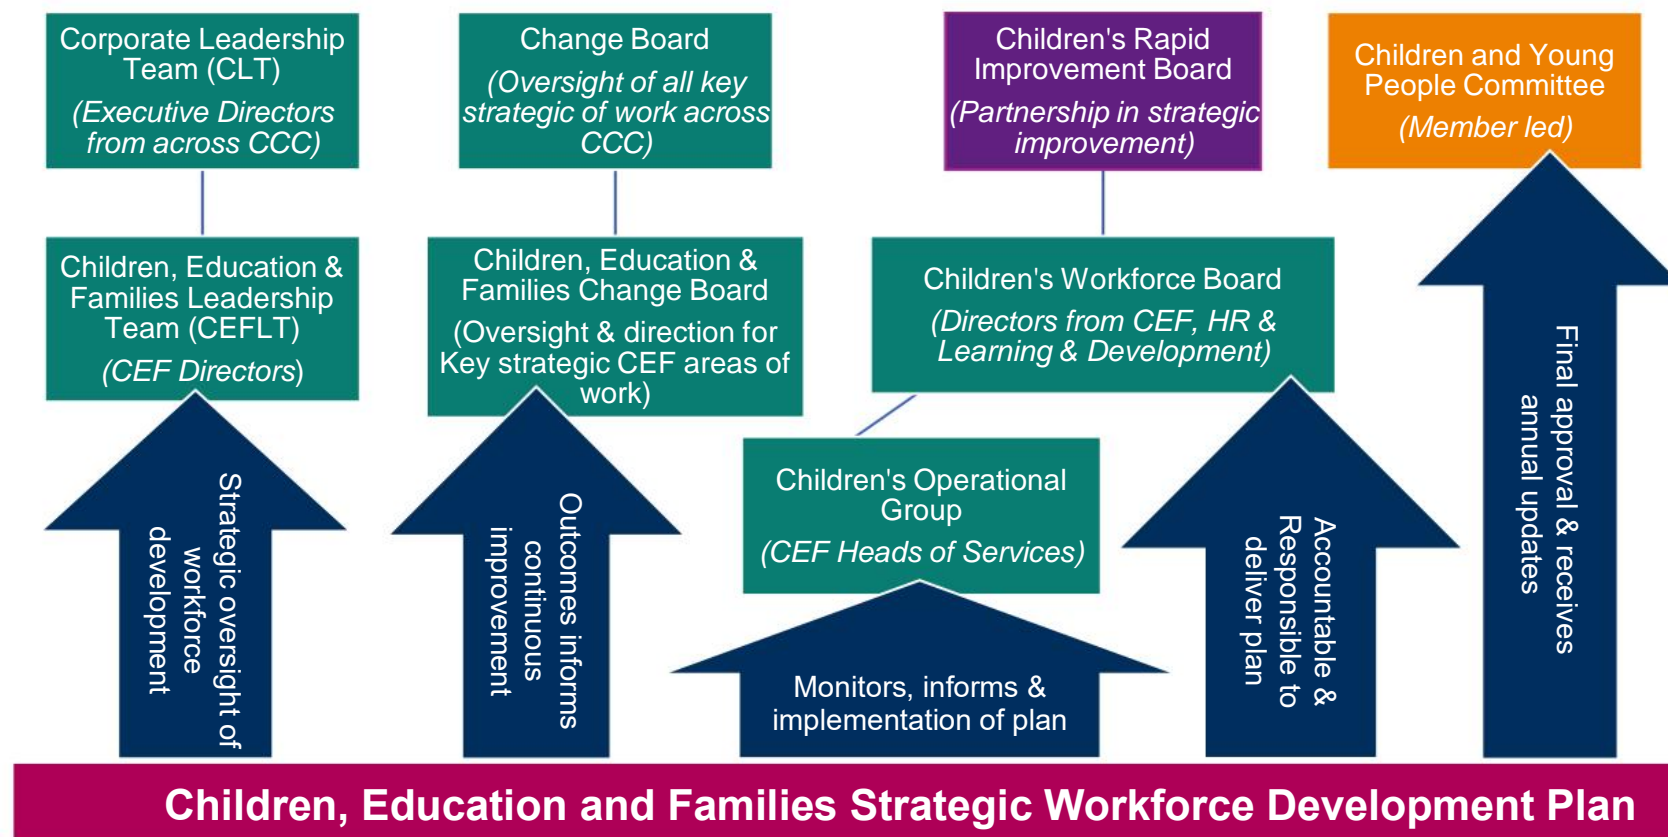 Corporate Leadership
Team (CLT)
(Executive Directors
from across CCC)
Change Board
(Oversight of all key
strategic of work across
CCC)
Children's Rapid
Improvement Board
(Partnership in strategic
improvement)
Children and Young
People Committee
(Member led)
Children, Education &
Families Leadership
Team (CEFLT)
(CEF Directors)
Children, Education &
Families Change Board
(Oversight & direction for
Key strategic CEF areas of
work)
Children's Workforce Board
(Directors from CEF, HR &
Learning & Development)
Children's Operational
Group
(CEF Heads of Services)
Strategic oversight of
workforce
development
Outcomes informs
continuous
improvement
Monitors, informs &
implementation of plan
Accountable &
Responsible to
deliver plan
Final approval & receives
annual updates
Children, Education and Families Strategic Workforce Development Plan